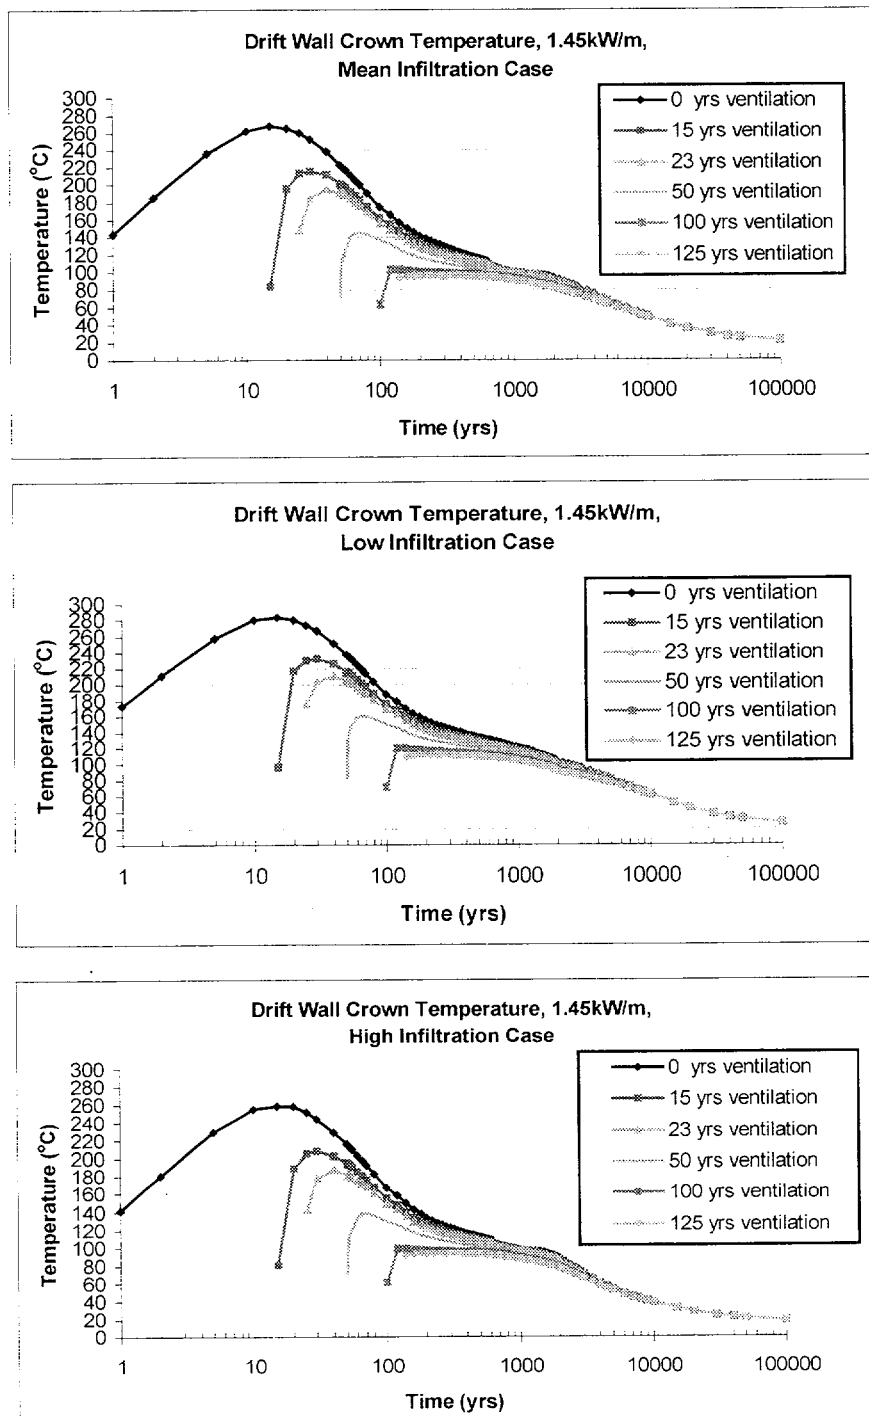 Drift Wall Crown Temperature, 1.45kW/m,
Mean Infiltration Case
0 yrs ventilation
15 yrs ventilation
23 yrs ventilation
50 yrs ventilation
100 yrs ventilation
125 yrs ventilation
Temperature (°C)
300
280
260
240
220
200
180
160
140
120
100
80
60
40
20
0
1
10
100
1000
10000
100000
Time (yrs)
Drift Wall Crown Temperature, 1.45kW/m,
Low Infiltration Case
0 yrs ventilation
15 yrs ventilation
23 yrs ventilation
50 yrs ventilation
100 yrs ventilation
125 yrs ventilation
Temperature (°C)
300
280
260
240
220
200
180
160
140
120
100
80
60
40
20
0
1
10
100
1000
10000
100000
Time (yrs)
Drift Wall Crown Temperature, 1.45kW/m,
High Infiltration Case
0 yrs ventilation
15 yrs ventilation
23 yrs ventilation
50 yrs ventilation
100 yrs ventilation
125 yrs ventilation
Temperature (°C)
300
280
260
240
220
200
180
160
140
120
100
80
60
40
20
0
1
10
100
1000
10000
100000
Time (yrs)